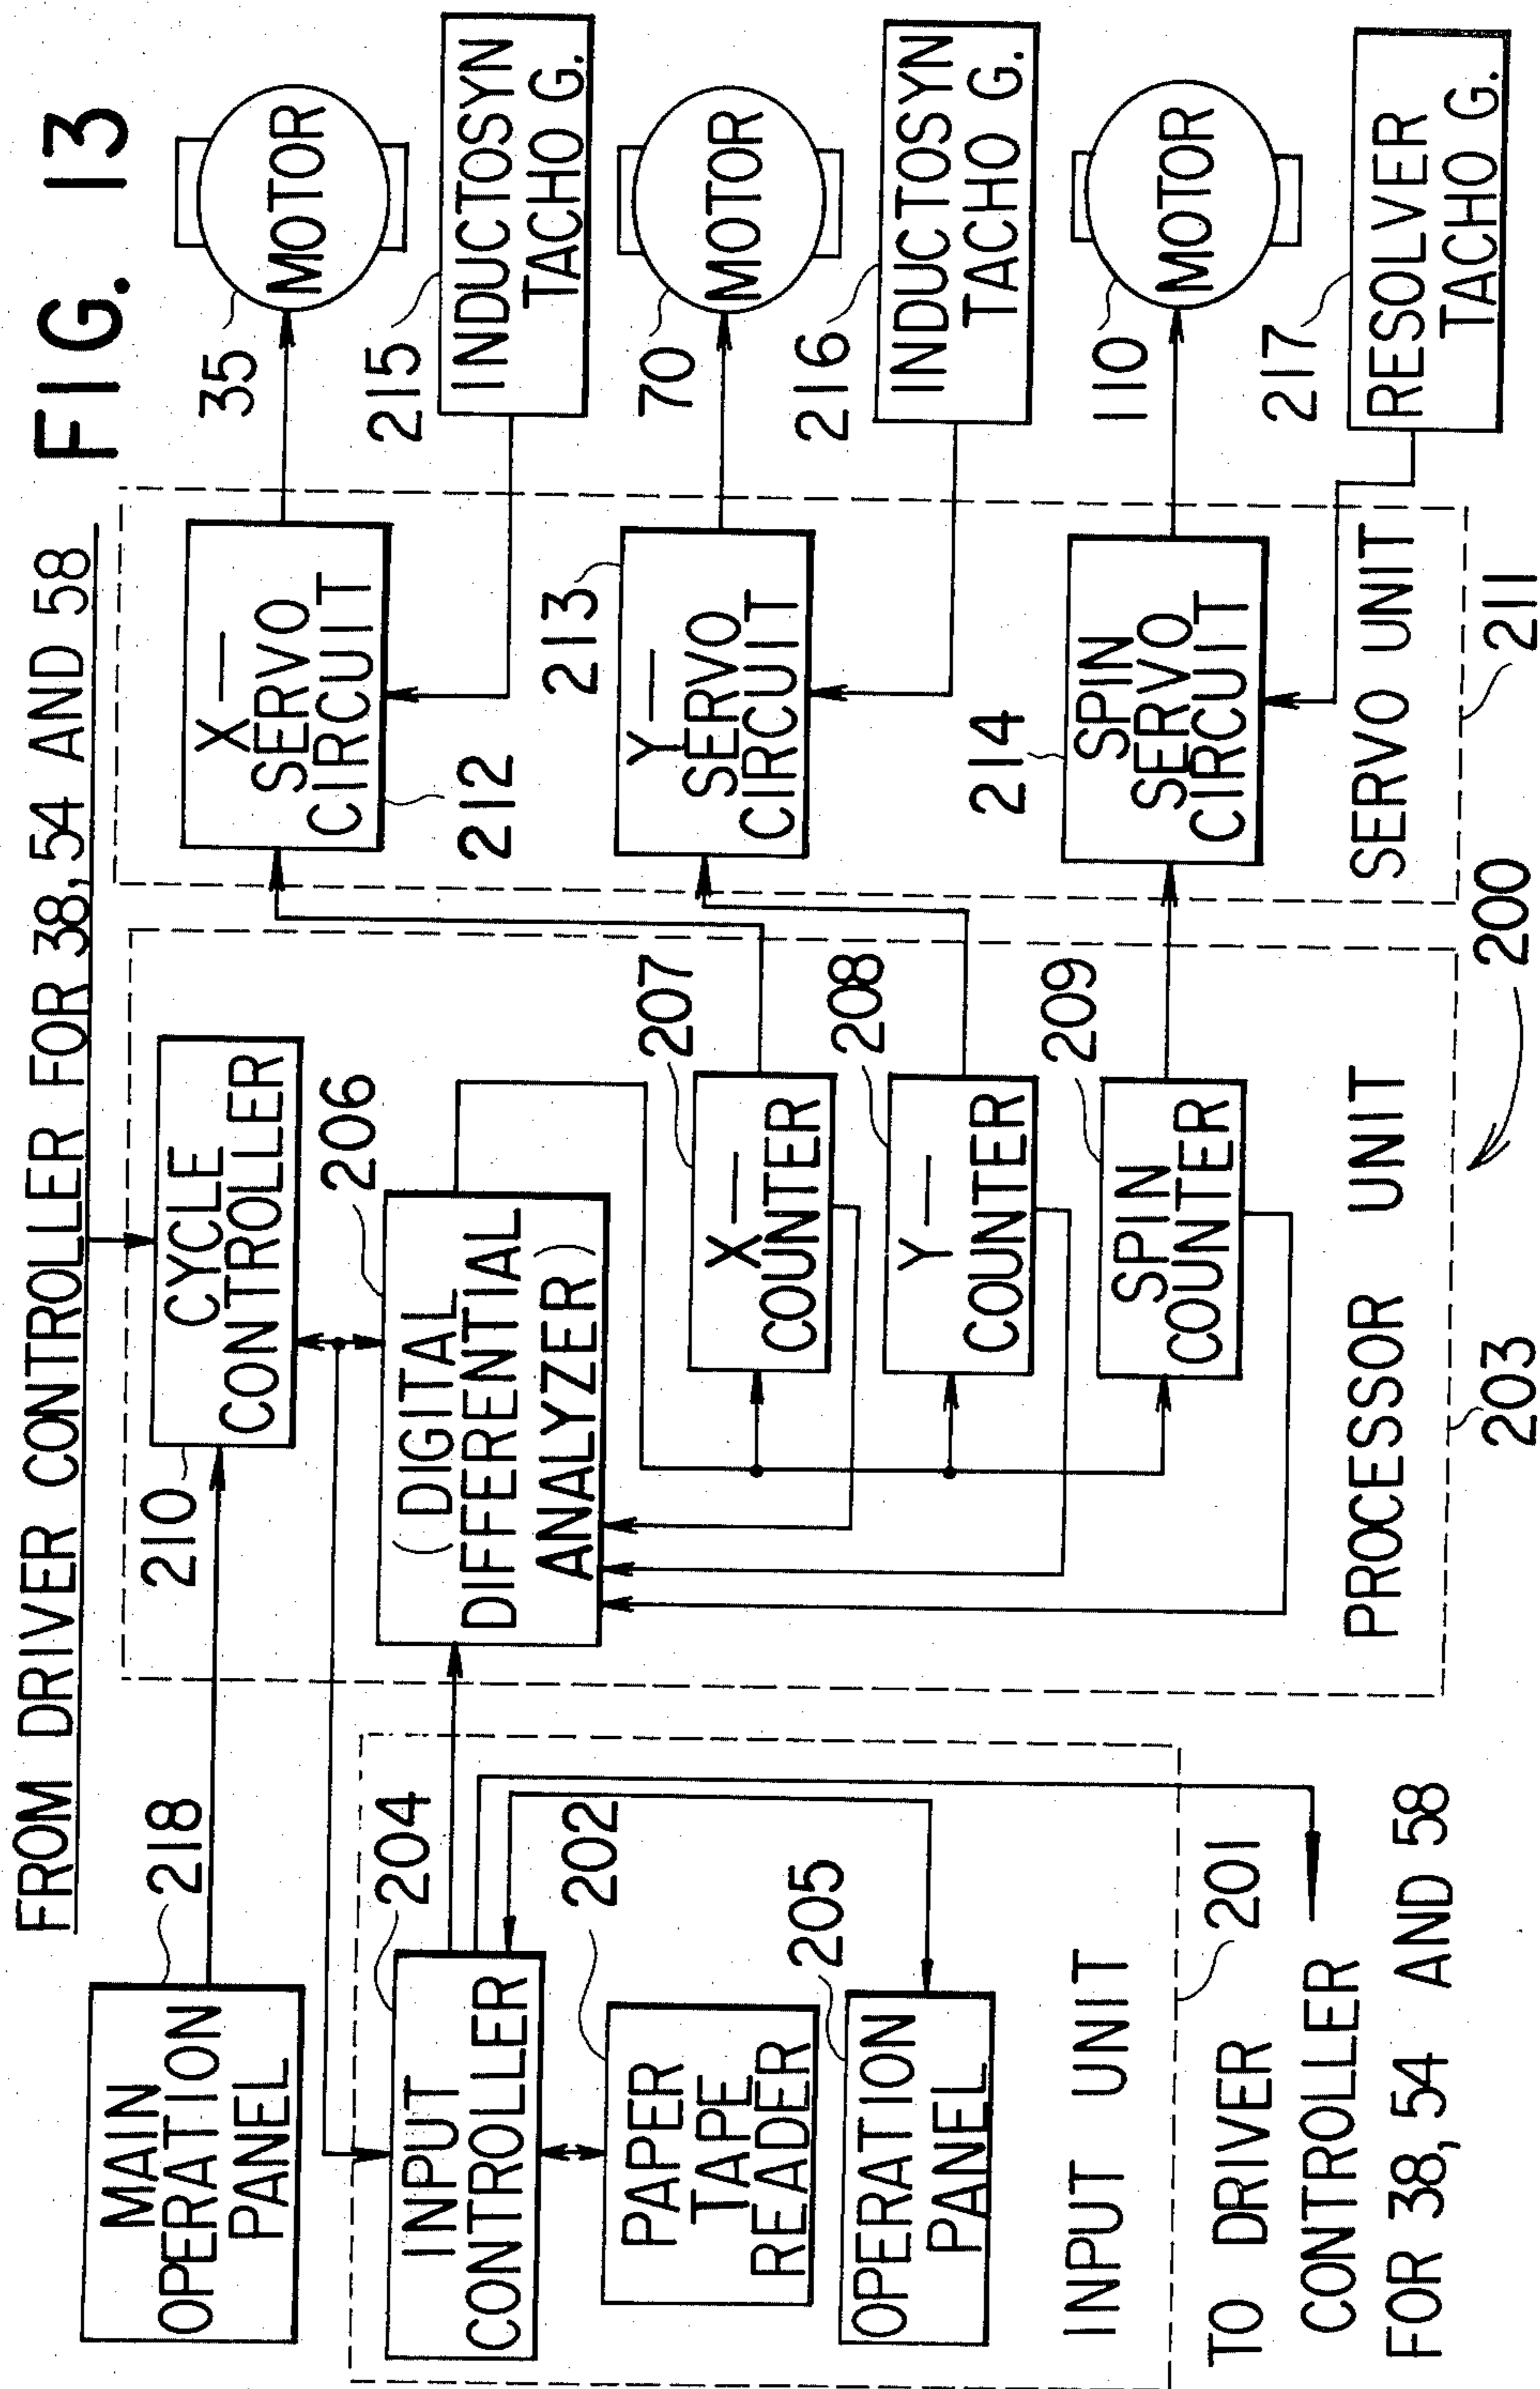 FIG. 13
FROM DRIVER CONTROLLER FOR 38, 54 AND 58
MAIN
OPERATION
PANEL
218
210
CYCLE
CONTROLLER
X—
SERVO
CIRCUIT
212
35
MOTOR
215
INDUCTOSYN
TACHO G.
204
INPUT
CONTROLLER
202
PAPER
TAPE
READER
205
OPERATION
PANEL
INPUT UNIT
201
TO DRIVER
CONTROLLER
FOR 38, 54 AND 58
206
(DIGITAL
DIFFERENTIAL
ANALYZER)
207
X—
COUNTER
208
Y—
COUNTER
209
SPIN
COUNTER
PROCESSOR UNIT
203
200
213
Y—
SERVO
CIRCUIT
70
MOTOR
216
INDUCTOSYN
TACHO G.
214
SPIN
SERVO
CIRCUIT
SERVO UNIT
211
110
MOTOR
217
RESOLVER
TACHO G.